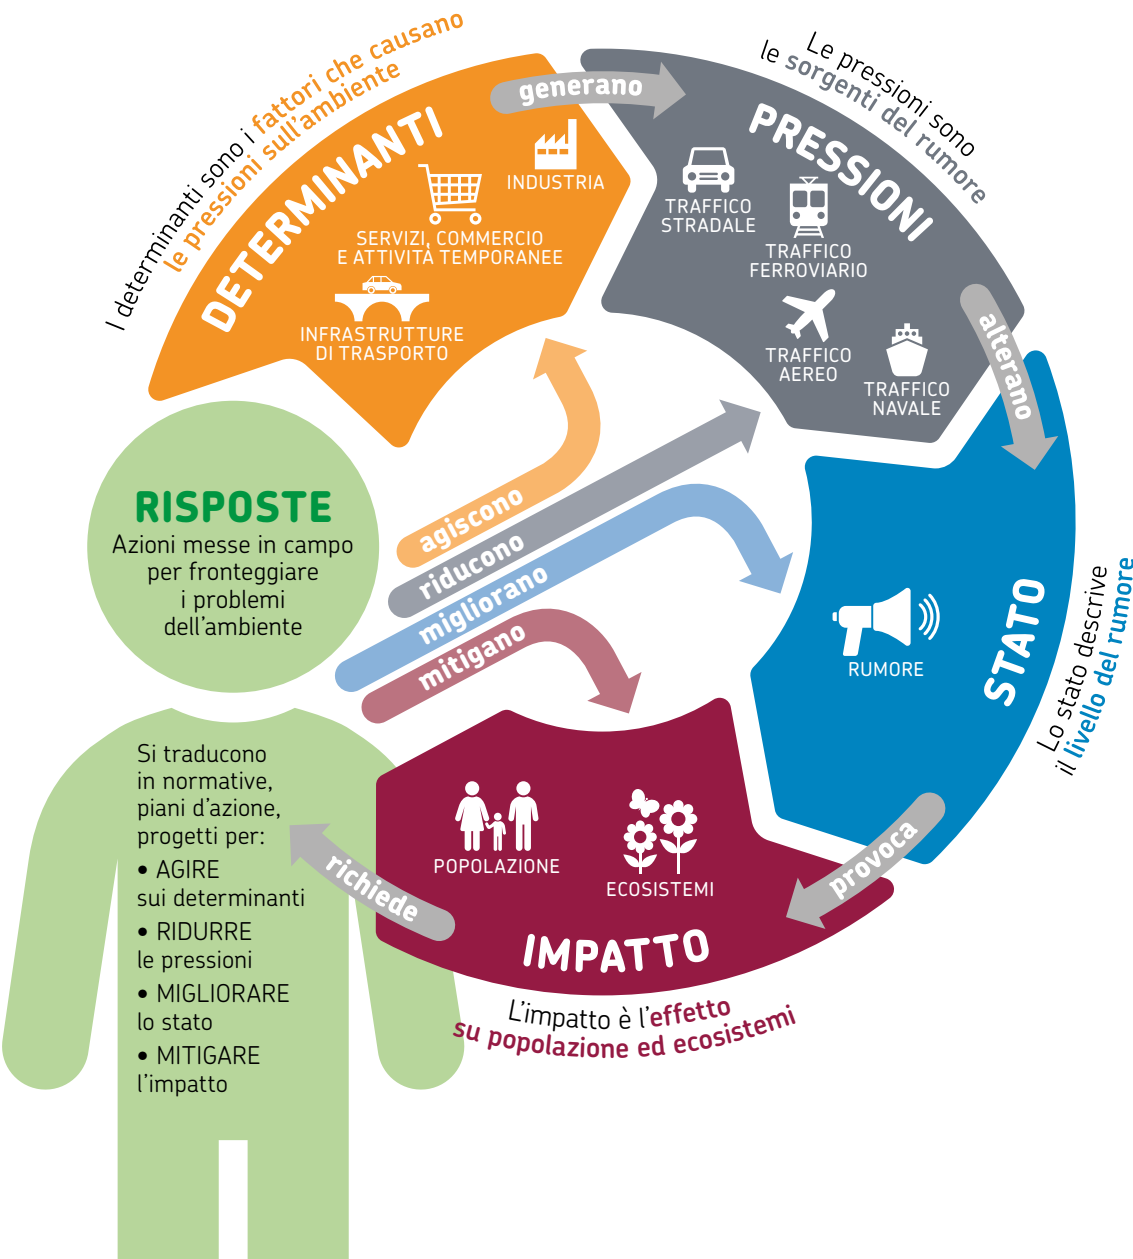 I determinanti sono i fattori che causano
le pressioni sull'ambiente
DETERMINANTI
INDUSTRIA
SERVIZI, COMMERCIO
E ATTIVITÀ TEMPORANEE
INFRASTRUTTURE
DI TRASPORTO
generano
Le pressioni sono
le sorgenti del rumore
PRESSIONI
TRAFFICO
STRADALE
TRAFFICO
FERROVIARIO
TRAFFICO
AEREO
TRAFFICO
NAVALE
alterano
STATO
RUMORE
Lo stato descrive
il livello del rumore
provoca
IMPATTO
POPOLAZIONE
ECOSISTEMI
L'impatto è l'effetto
su popolazione ed ecosistemi
richiede
RISPOSTE
Azioni messe in campo
per fronteggiare
i problemi
dell'ambiente
agiscono
riducono
migliorano
mitigano
Si traducono
in normative,
piani d'azione,
progetti per:
• AGIRE
sui determinanti
• RIDURRE
le pressioni
• MIGLIORARE
lo stato
• MITIGARE
l'impatto